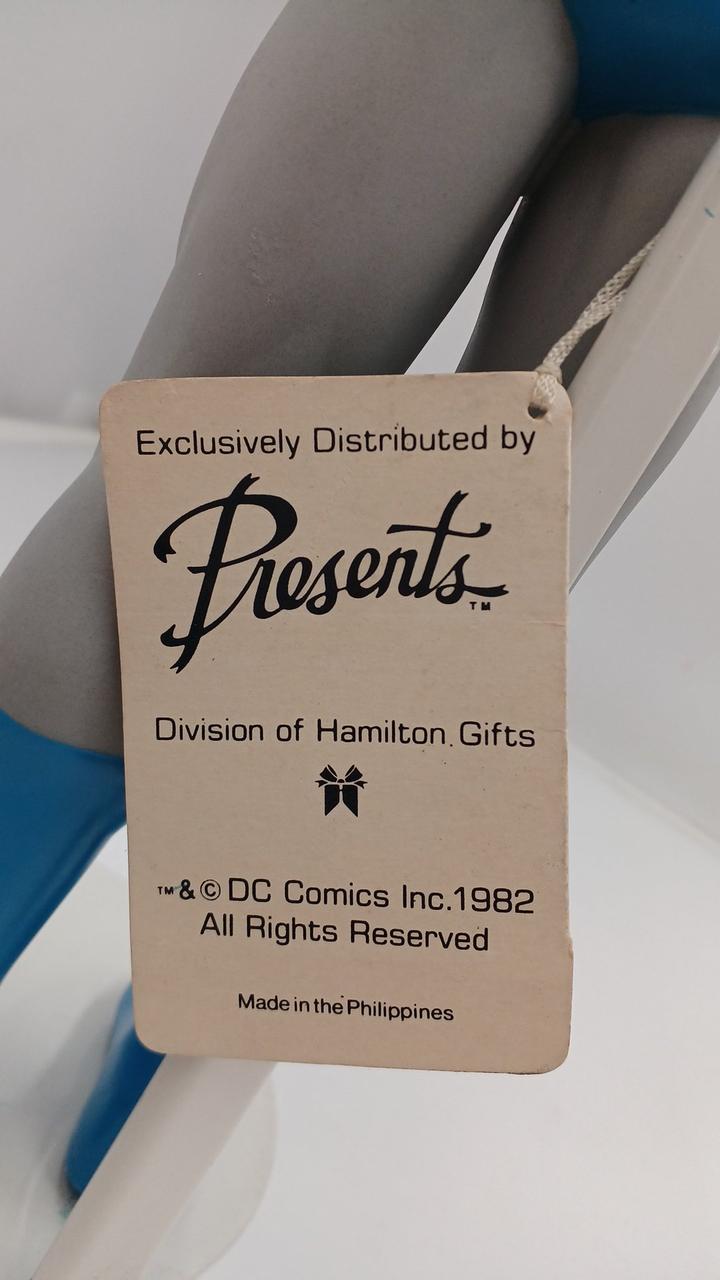 Exclusively Distributed by
Presents™
Division of Hamilton Gifts
™&©DC Comics Inc.1982
All Rights Reserved
Made in the Philippines